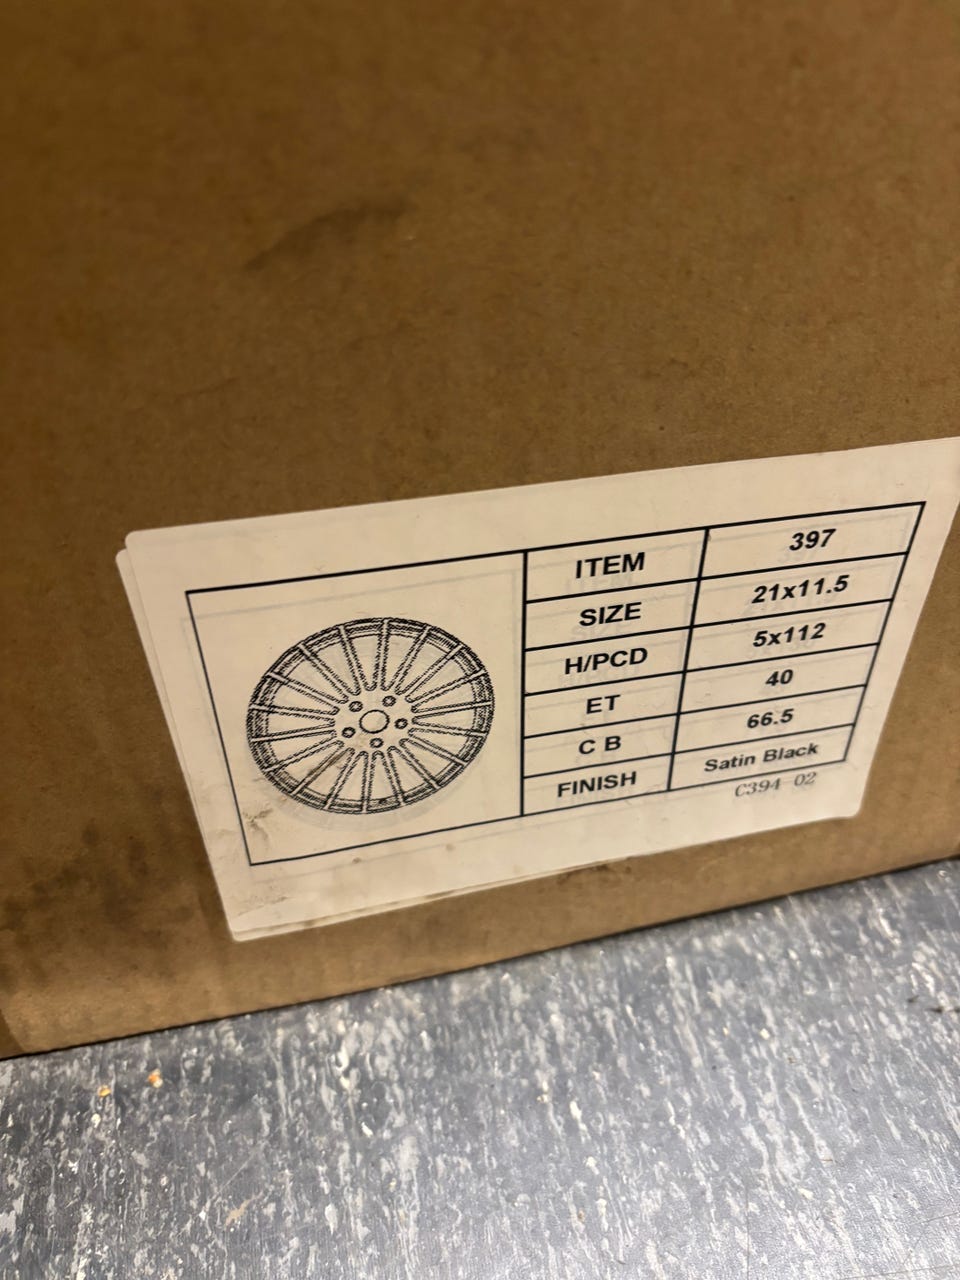 ITEM 397
SIZE 21x11.5
H/PCD 5x112
ET 40
C B 66.5
FINISH Satin Black
C394 02